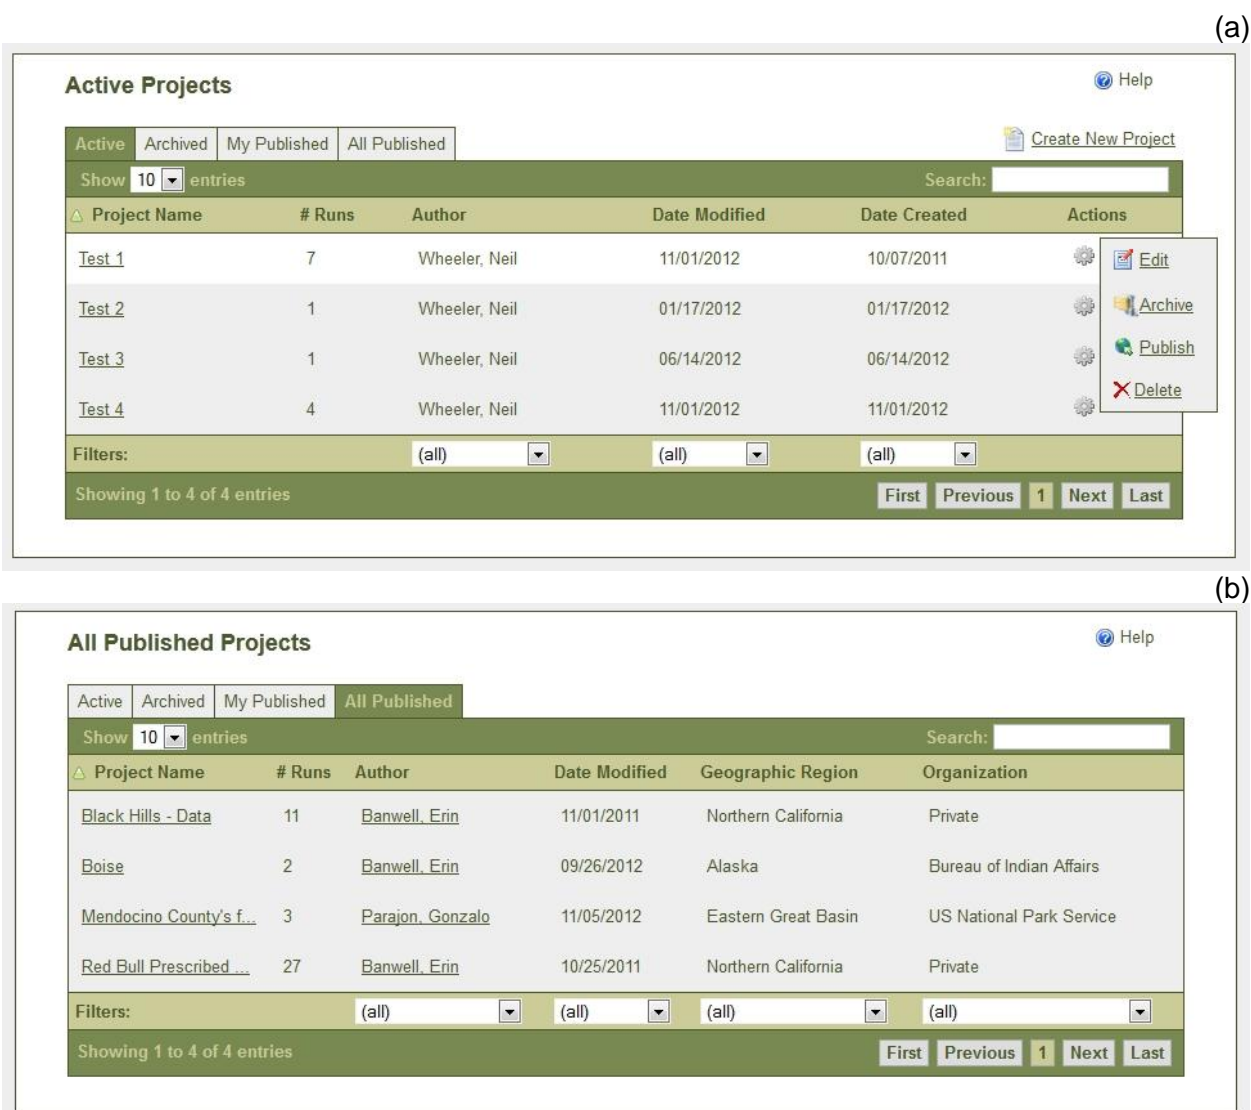 (a)
Active Projects Help
Active Archived My Published All Published Create New Project
Show 10 entries Search:
Project Name # Runs Author Date Modified Date Created Actions
Test 1 7 Wheeler, Neil 11/01/2012 10/07/2011 Edit
Test 2 1 Wheeler, Neil 01/17/2012 01/17/2012 Archive
Test 3 1 Wheeler, Neil 06/14/2012 06/14/2012 Publish
Delete
Test 4 4 Wheeler, Neil 11/01/2012 11/01/2012
Filters: (all) (all) (all)
Showing 1 to 4 of 4 entries First Previous 1 Next Last
(b)
All Published Projects Help
Active Archived My Published All Published
Show 10 entries Search:
Project Name # Runs Author Date Modified Geographic Region Organization
Black Hills - Data 11 Banwell, Erin 11/01/2011 Northern California Private
Boise 2 Banwell, Erin 09/26/2012 Alaska Bureau of Indian Affairs
Mendocino County's f... 3 Parajon, Gonzalo 11/05/2012 Eastern Great Basin US National Park Service
Red Bull Prescribed ... 27 Banwell, Erin 10/25/2011 Northern California Private
Filters: (all) (all) (all) (all)
Showing 1 to 4 of 4 entries First Previous 1 Next Last